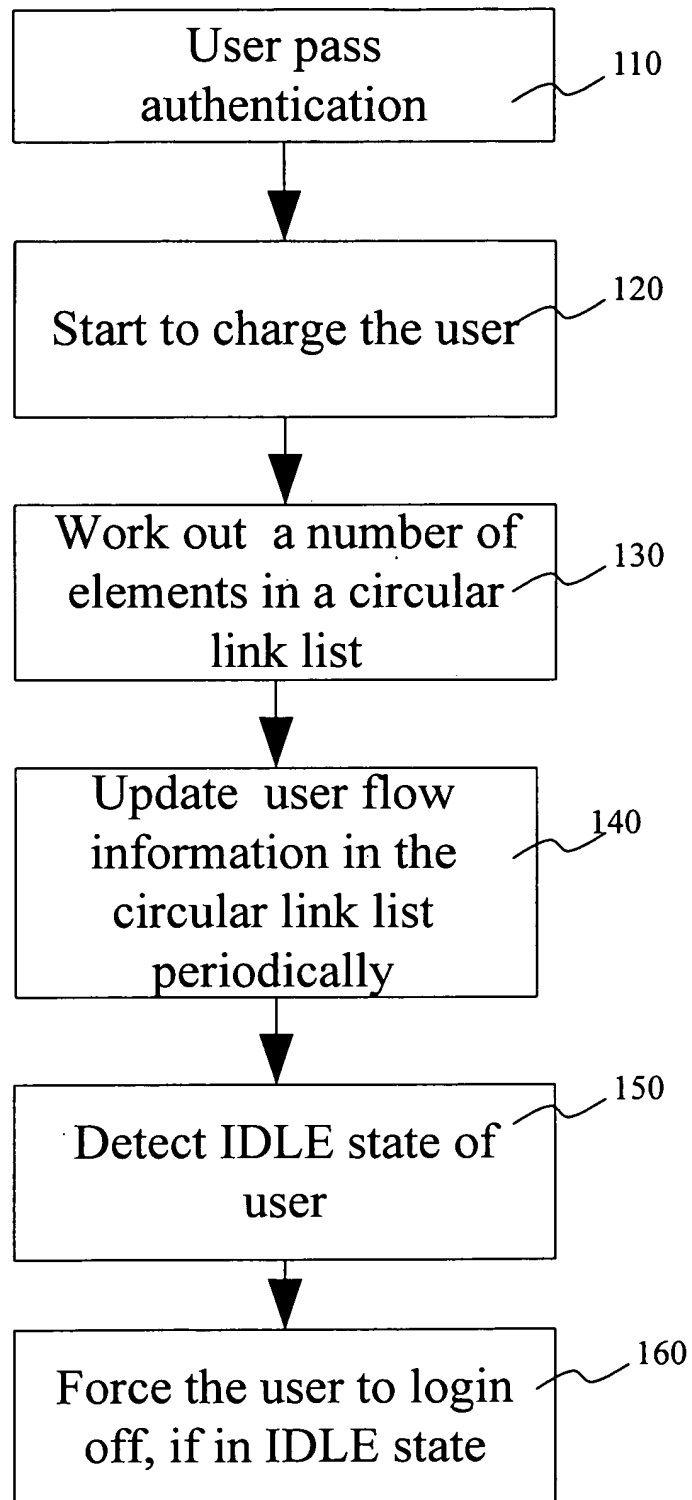 User pass
authentication
110
Start to charge the user
120
Work out a number of
elements in a circular
link list
130
Update user flow
information in the
circular link list
periodically
140
Detect IDLE state of
user
150
Force the user to login
off, if in IDLE state
160